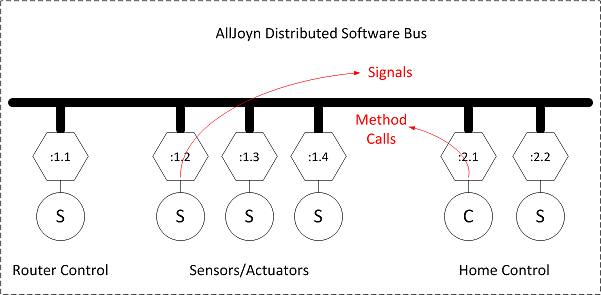 AllJoyn Distributed Software Bus
Signals
Method
Calls
:1.1
:1.2
:1.3
:1.4
:2.1
:2.2
S
S
S
S
C
S
Router Control
Sensors/Actuators
Home Control